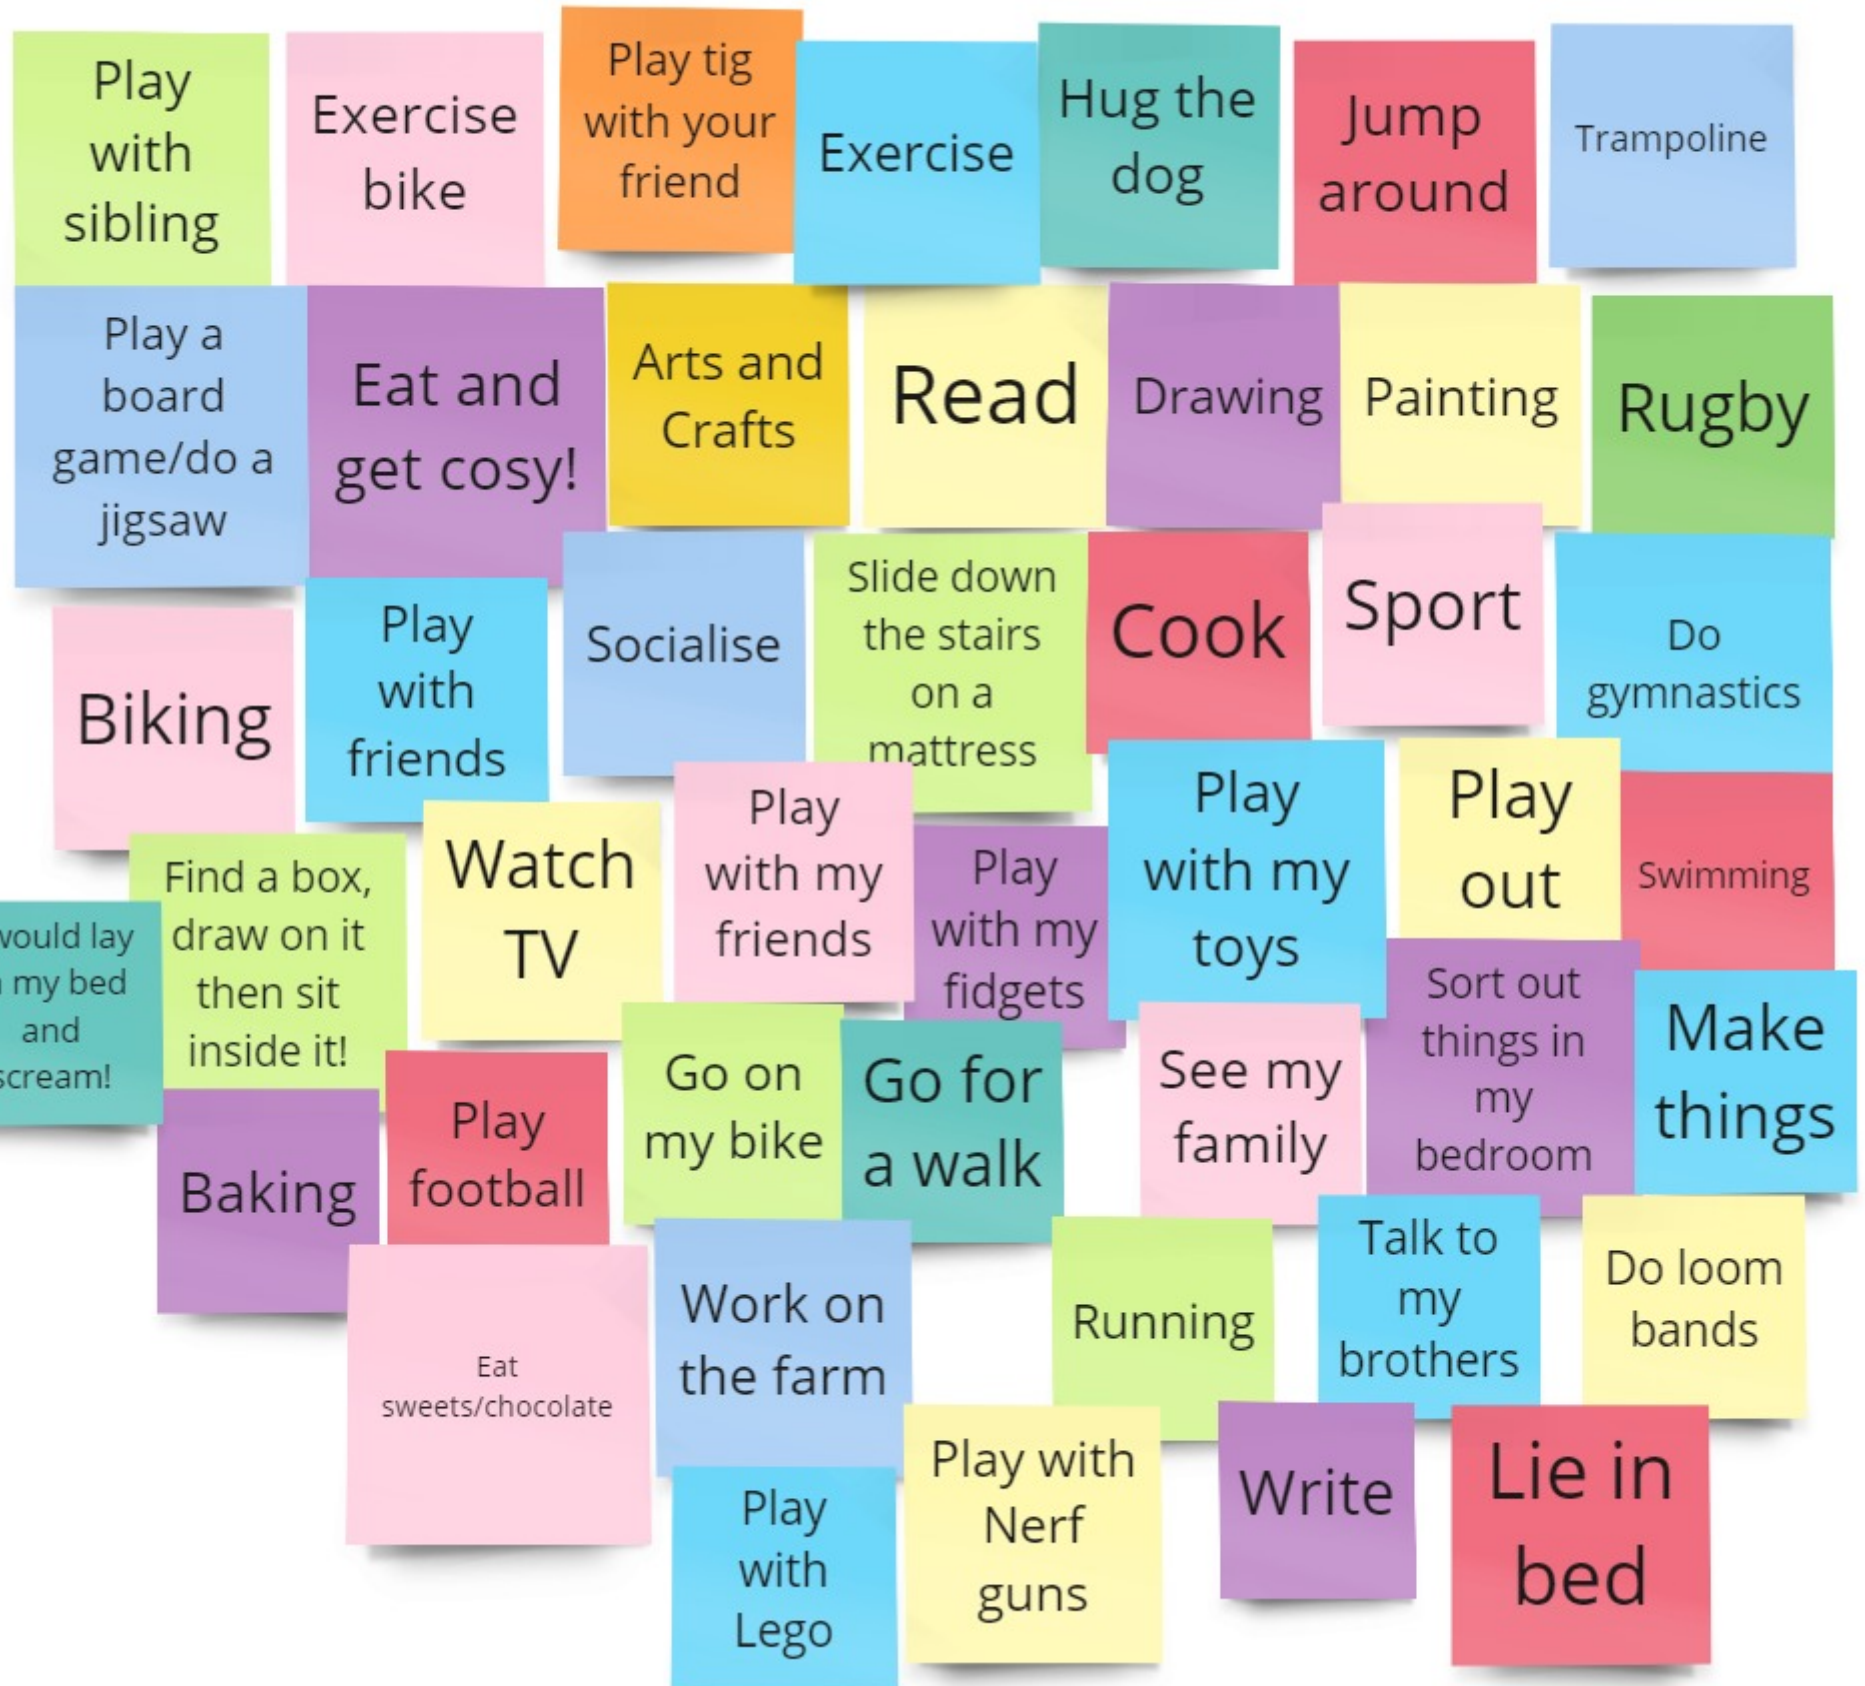 Play
with
sibling
Exercise
bike
Play tig
with your
friend
Exercise
Hug the
dog
Jump
around
Trampoline
Play a
board
game/do a
jigsaw
Eat and
get cosy!
Arts and
Crafts
Read
Drawing
Painting
Rugby
Biking
Play
with
friends
Socialise
Slide down
the stairs
on a
mattress
Cook
Sport
Do
gymnastics
would lay
my bed
and
scream!
Find a box,
draw on it
then sit
inside it!
Watch
TV
Play
with my
friends
Play
with my
fidgets
Play
with my
toys
Play
out
Swimming
Baking
Play
football
Go on
my bike
Go for
a walk
See my
family
Sort out
things in
my
bedroom
Make
things
Eat
sweets/chocolate
Work on
the farm
Running
Talk to
my
brothers
Do loom
bands
Play
with
Lego
Play with
Nerf
guns
Write
Lie in
bed